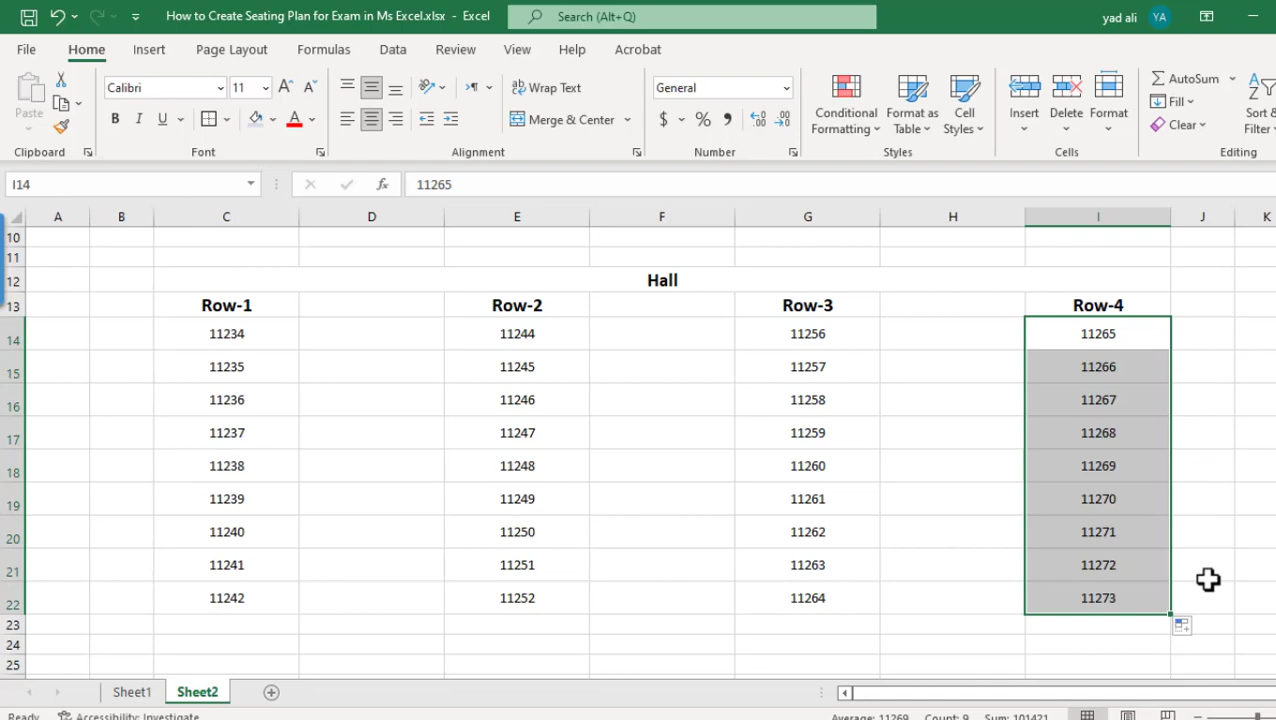 How to Create Seating Plan for Exam in Ms Excel.xlsx - Excel
Search (Alt+Q)
yad ali YA
File Home Insert Page Layout Formulas Data Review View Help Acrobat
Paste
Calibri 11
Wrap Text
General
Conditional Formatting
Format as Table
Cell Styles
Insert Delete Format
AutoSum
Fill
Clear
Sort & Filter
B I U
Merge & Center
$ % 9
Clipboard Font Alignment Number Styles Cells Editing
I14 fx 11265
A B C D E F G H I J K
10
11
12 Hall
13 Row-1 Row-2 Row-3 Row-4
14 11234 11244 11256 11265
15 11235 11245 11257 11266
16 11236 11246 11258 11267
17 11237 11247 11259 11268
18 11238 11248 11260 11269
19 11239 11249 11261 11270
20 11240 11250 11262 11271
21 11241 11251 11263 11272
22 11242 11252 11264 11273
23
24
25
Sheet1 Sheet2
Ready Accessibility: Investigate Average: 11269 Count: 9 Sum: 101421